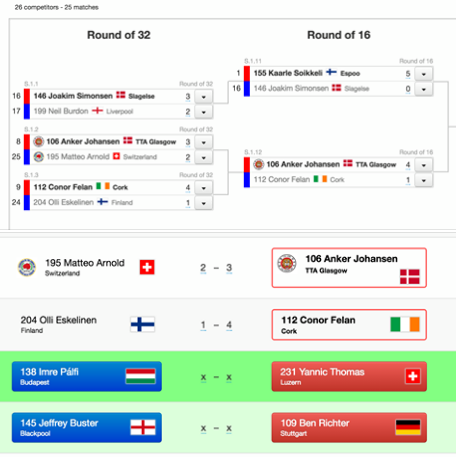 26 competitors - 25 matches
Round of 32
Round of 16
S.1.11
Round of 16
1 155 Kaarle Soikkeli Espoo 5
16 146 Joakim Simonsen Slagelse 0
S.1.1
Round of 32
16 146 Joakim Simonsen Slagelse 3
17 199 Neil Burdon Liverpool 2
S.1.2
Round of 32
8 106 Anker Johansen TTA Glasgow 3
25 195 Matteo Arnold Switzerland 2
S.1.12
Round of 16
106 Anker Johansen TTA Glasgow 4
112 Conor Felan Cork 1
S.1.3
Round of 32
9 112 Conor Felan Cork 4
24 204 Olli Eskelinen Finland 1
195 Matteo Arnold
Switzerland
2 – 3
106 Anker Johansen
TTA Glasgow
204 Olli Eskelinen
Finland
1 – 4
112 Conor Felan
Cork
138 Imre Pálfi
Budapest
x – x
231 Yannic Thomas
Luzern
145 Jeffrey Buster
Blackpool
x – x
109 Ben Richter
Stuttgart